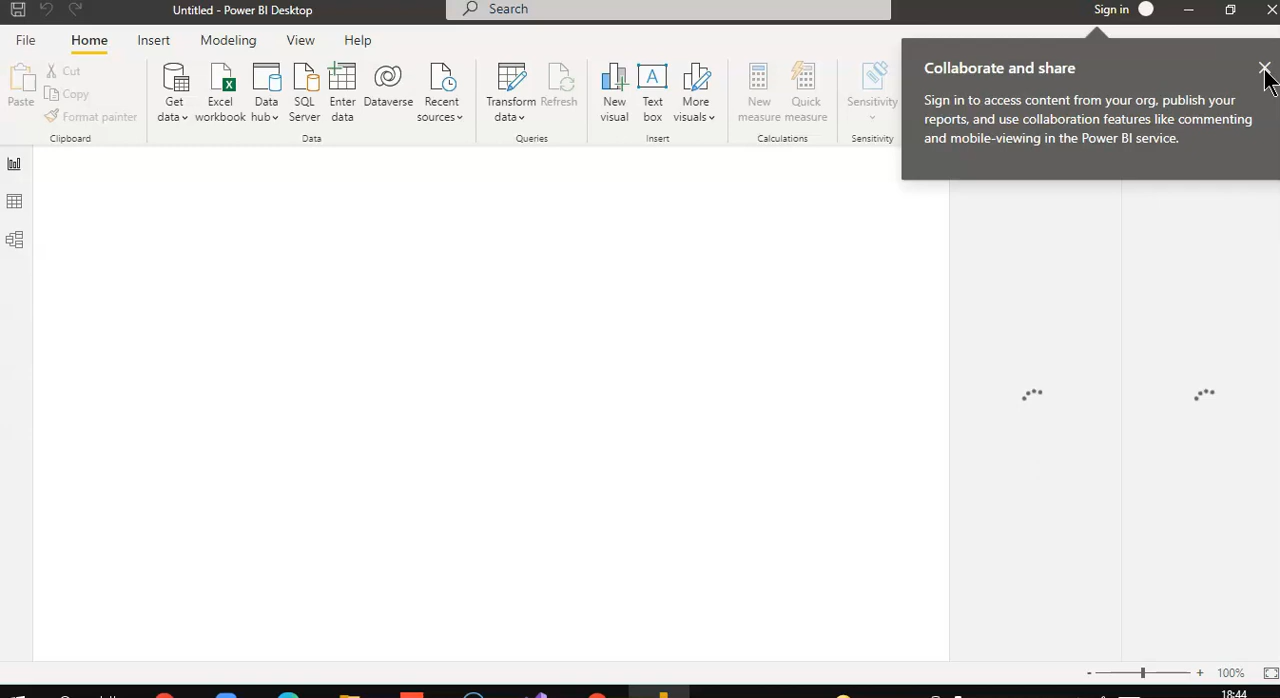 Untitled - Power BI Desktop
Search
Sign in
File
Home
Insert
Modeling
View
Help
Paste
Cut
Copy
Format painter
Clipboard
Get data
Excel workbook
Data hub
SQL Server
Enter data
Dataverse
Recent sources
Data
Transform data
Refresh
Queries
New visual
Text box
More visuals
Insert
New measure
Quick measure
Calculations
Sensitivity
Sensitivity
Collaborate and share
Sign in to access content from your org, publish your
reports, and use collaboration features like commenting
and mobile-viewing in the Power BI service.
- + 100%
18:44